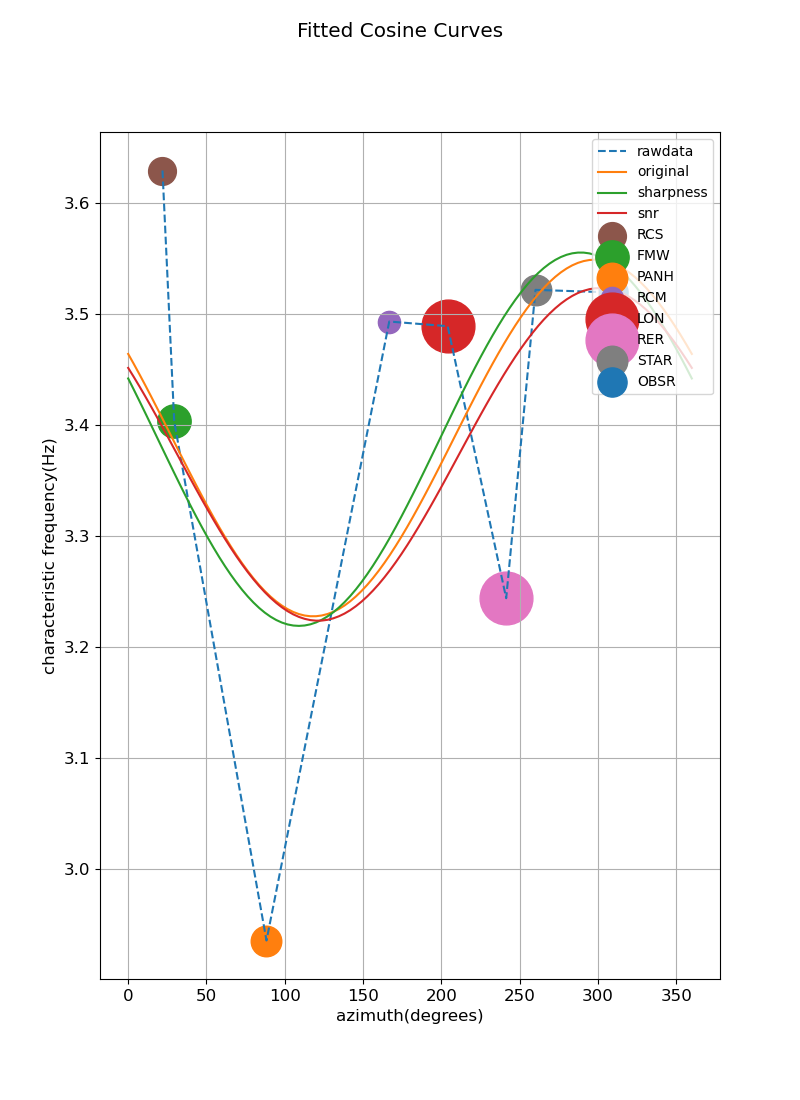 Fitted Cosine Curves
rawdata
original
sharpness
snr
RCS
FMW
PANH
RCM
LON
RER
STAR
OBSR
3.6
3.5
3.4
3.3
3.2
3.1
3.0
characteristic frequency(Hz)
0 50 100 150 200 250 300 350
azimuth(degrees)